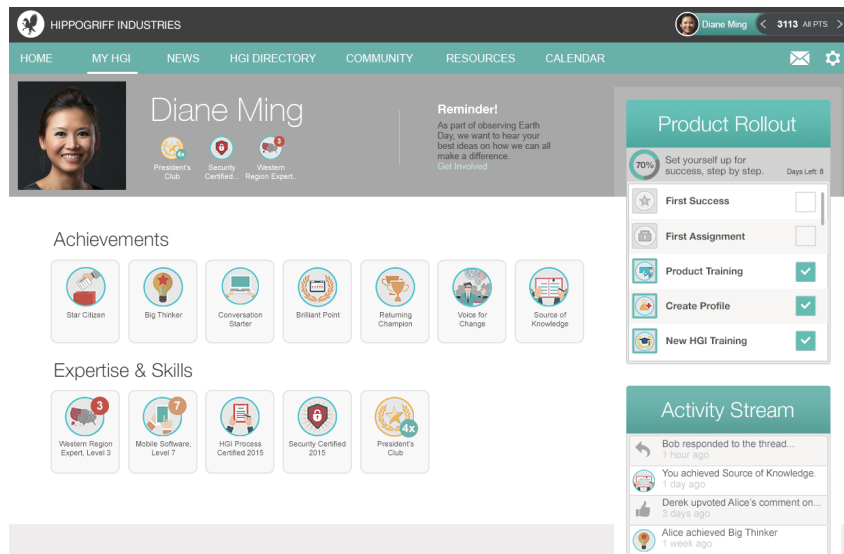 HIPPOGRIFF INDUSTRIES
Diane Ming
3113 All PTS
HOME
MY HGI
NEWS
HGI DIRECTORY
COMMUNITY
RESOURCES
CALENDAR
Diane Ming
4x
President's
Club
Security
Certified...
3
Western
Region Expert..
Reminder!
As part of observing Earth
Day, we want to hear your
best ideas on how we can all
make a difference.
Get Involved
Product Rollout
70%
Set yourself up for
success, step by step.
Days Left: 8
First Success
First Assignment
Product Training
Create Profile
New HGI Training
Achievements
Star Citizen
Big Thinker
Conversation
Starter
Brilliant Point
Returning
Champion
Voice for
Change
Source of
Knowledge
Expertise & Skills
3
Western Region
Expert, Level 3
7
Mobile Software,
Level 7
HGI Process
Certified 2015
Security Certified
2015
4x
President's
Club
Activity Stream
Bob responded to the thread...
1 hour ago
You achieved Source of Knowledge.
1 day ago
Derek upvoted Alice's comment on...
3 days ago
Alice achieved Big Thinker
1 week ago